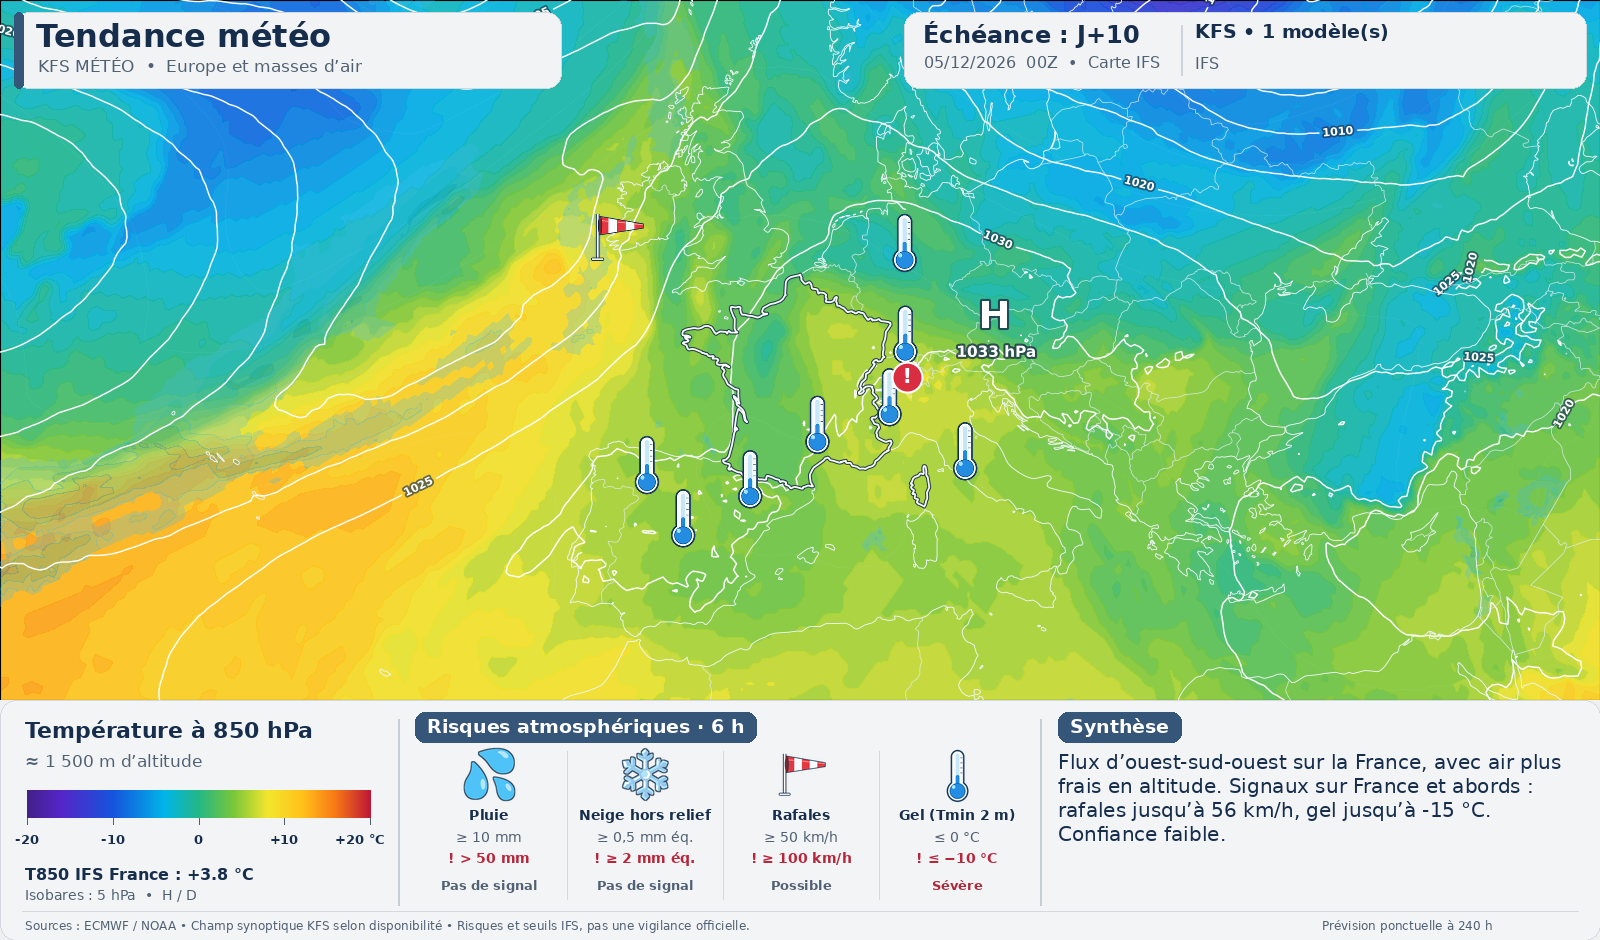 Tendance météo
KFS MÉTÉO • Europe et masses d’air
Échéance : J+10
05/12/2026 00Z • Carte IFS
KFS • 1 modèle(s)
IFS
1010
1020
1030
1020
1025
H
1033 hPa
!
1025
1020
1025
Température à 850 hPa
≈ 1 500 m d’altitude
-20 -10 0 +10 +20 °C
T850 IFS France : +3.8 °C
Isobares : 5 hPa • H / D
Risques atmosphériques · 6 h
Pluie
≥ 10 mm
! > 50 mm
Pas de signal
Neige hors relief
≥ 0,5 mm éq.
! ≥ 2 mm éq.
Pas de signal
Rafales
≥ 50 km/h
! ≥ 100 km/h
Possible
Gel (Tmin 2 m)
≤ 0 °C
! ≤ −10 °C
Sévère
Synthèse
Flux d’ouest-sud-ouest sur la France, avec air plus
frais en altitude. Signaux sur France et abords :
rafales jusqu’à 56 km/h, gel jusqu’à -15 °C.
Confiance faible.
Sources : ECMWF / NOAA • Champ synoptique KFS selon disponibilité • Risques et seuils IFS, pas une vigilance officielle.
Prévision ponctuelle à 240 h